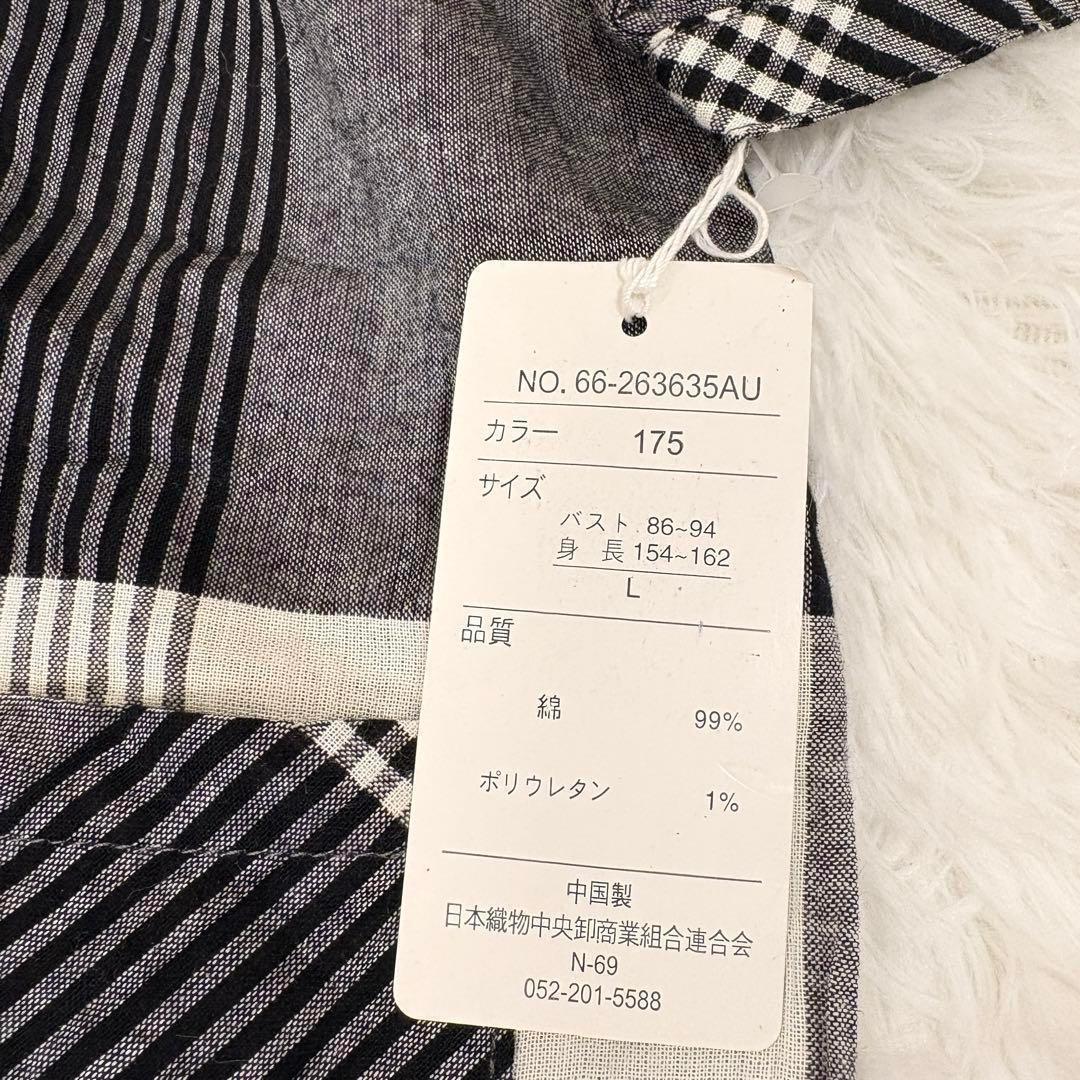 NO. 66-263635AU
カラー 175
サイズ
バスト 86~94
身 長 154~162
L
品質
綿 99%
ポリウレタン 1%
中国製
日本織物中央卸商業組合連合会
N-69
052-201-5588